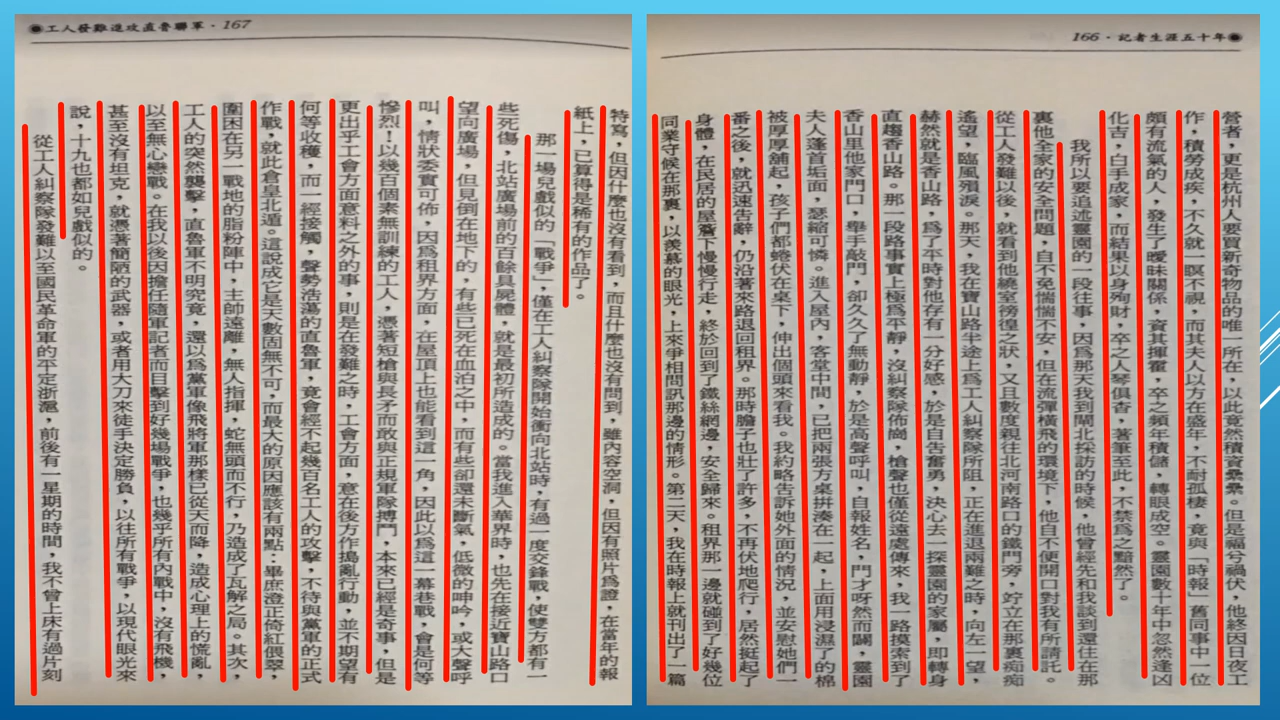 166．記者生涯五十年◉
營者，更是杭州人要買新奇物品的唯一所在，以此竟然積資纍纍。但是福兮禍伏，他終因日夜工
作，積勞成疾，不久就一瞑不視，而其夫人以方在盛年，不耐孤棲，竟與「時報」舊同事中一位
頗有流氣的人，發生了曖昧關係，資其揮霍，卒之頻年積儲，轉眼成空。靈園數十年中忽然逢凶
化吉，白手成家，而結果以身殉財，卒之人琴俱杳，著筆至此，不禁為之黯然了。
我所以要追述靈園的一段往事，因為那天我到閘北採訪的時候，他曾經先和我談到還住在那
裏他全家的安全問題，自不免惴惴不安，但在流彈橫飛的環境下，他自不便開口對我有所請託。
從工人發難以後，就看到他繞室徬徨之狀，又且數度親往北河南路口的鐵門旁，竚立在那裏痴痴
遙望，臨風殞淚。那天，我在寶山路半途上為工人糾察隊所阻，正在進退兩難之時，向左一望，
赫然就是香山路，為了平時對他存有一分好感，於是自告奮勇，決心去一探靈園的家屬，即轉身
直趨香山路。那一段路事實上極為平靜，沒糾察隊佈崗，槍聲也僅從遠處傳來，我一路摸索到了
香山里他家門口，舉手敲門，卻久久了無動靜，於是高聲呼叫，自報姓名，門才呀然而關，靈園
夫人蓬首垢面，瑟縮可憐。進入屋內，客堂中間，已把兩張方桌拼湊在一起，上面用浸濕了的棉
被厚厚舖起，孩子們都蜷伏在桌下，伸出個頭來看我。我約略告訴她外面的情況，並安慰她們一
番之後，就迅速告辭，仍沿著來路退回租界。那時膽子也壯了許多，不再伏地爬行，居然挺起了
身體，在民居的屋簷下慢慢行走，終於回到了鐵絲網邊，安全歸來。租界那一邊就碰到了好幾位
同業守候在那裏，以羨慕的眼光，上來爭相問訊那邊的情形。第二天，我在時報上就刊出了一篇
◉工人發難進攻直魯聯軍．167
特寫，但因什麼也沒有看到，而且什麼也沒有問到，雖內容空洞，但因有照片為證，在當年的報
紙上，已算得是稀有的作品了。
那一場兒戲似的「戰爭」，僅在工人糾察隊開始衝向北站時，有過一度交鋒戰，使雙方都有一
些死傷，北站廣場前的百餘具屍體，就是最初所造成的。當我進入華界時，也先在接近寶山路口
望向廣場，但見倒在地下的，有些已死在血泊之中，而有些卻還未斷氣，低微的呻吟，或大聲呼
叫，情狀委實可佈，因為租界方面，在屋頂上也能看到這一角，因此以為這一幕巷戰，會是何等
慘烈！以幾百個素無訓練的工人，憑著短槍與長矛而敢與正規軍隊搏鬥，本來已經是奇事，但是
更出乎工會方面意料之外的事，則是在發難之時，工會方面，意在後方作搗亂行動，並不期望有
何等收穫，而一經接觸，聲勢浩蕩的直魯軍，竟會經不起幾百名工人的攻擊，不待與黨軍的正式
作戰，就此倉皇北遁。這說成它是天數固無不可，而最大的原因應該有兩點：畢庶澄正倚紅偎翠，
圍困在另一戰地的脂粉陣中，主帥遠離，無人指揮，蛇無頭而不行，乃造成了瓦解之局。其次，
工人的突然襲擊，直魯軍不明究竟，還以為黨軍像飛將軍那樣已從天而降，造成心理上的慌亂，
以至無心戀戰。在我以後因擔任隨軍記者而目擊到好幾場戰爭，也幾乎所有內戰中，沒有飛機，
甚至沒有坦克，就憑著簡陋的武器，或者用大刀來徒手決定勝負，以往所有戰爭，以現代眼光來
說，十九也都如兒戲似的。
從工人糾察隊發難以至國民革命軍的平定浙滬，前後有一星期的時間，我不曾上床有過片刻